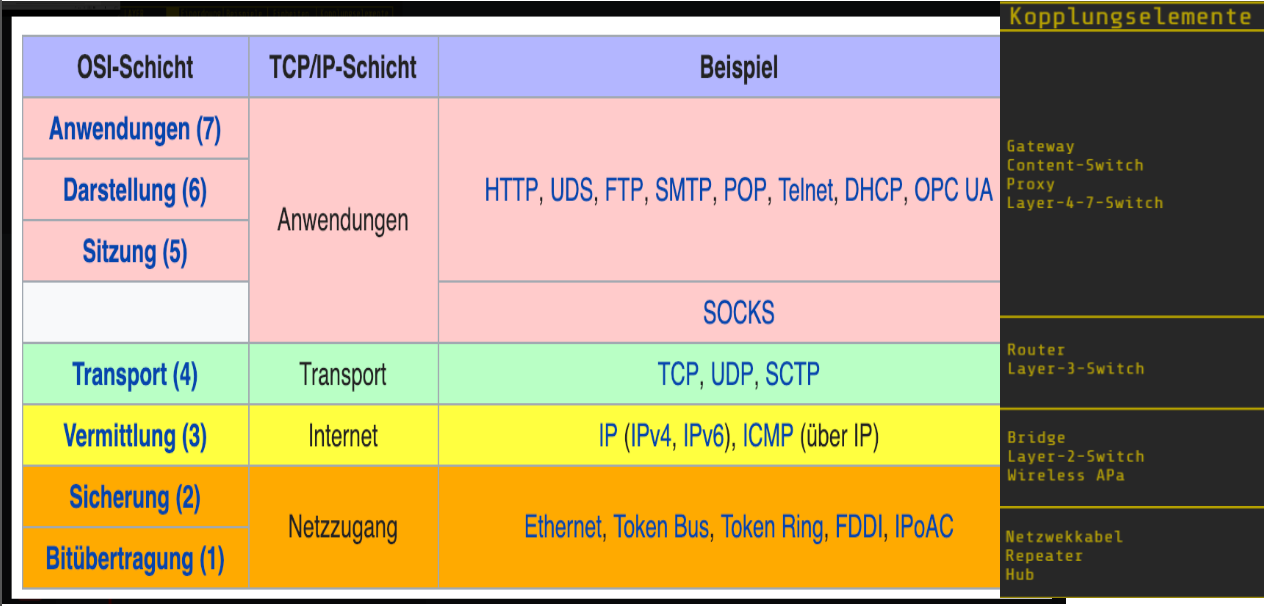 Kopplungselemente
OSI-Schicht TCP/IP-Schicht Beispiel
Anwendungen (7)
Darstellung (6)
Sitzung (5)
Anwendungen
HTTP, UDS, FTP, SMTP, POP, Telnet, DHCP, OPC UA
SOCKS
Gateway
Content-Switch
Proxy
Layer-4-7-Switch
Transport (4) Transport TCP, UDP, SCTP
Vermittlung (3) Internet IP (IPv4, IPv6), ICMP (über IP)
Router
Layer-3-Switch
Sicherung (2)
Bitübertragung (1)
Netzzugang
Ethernet, Token Bus, Token Ring, FDDI, IPoAC
Bridge
Layer-2-Switch
Wireless APa
Netzwekkabel
Repeater
Hub